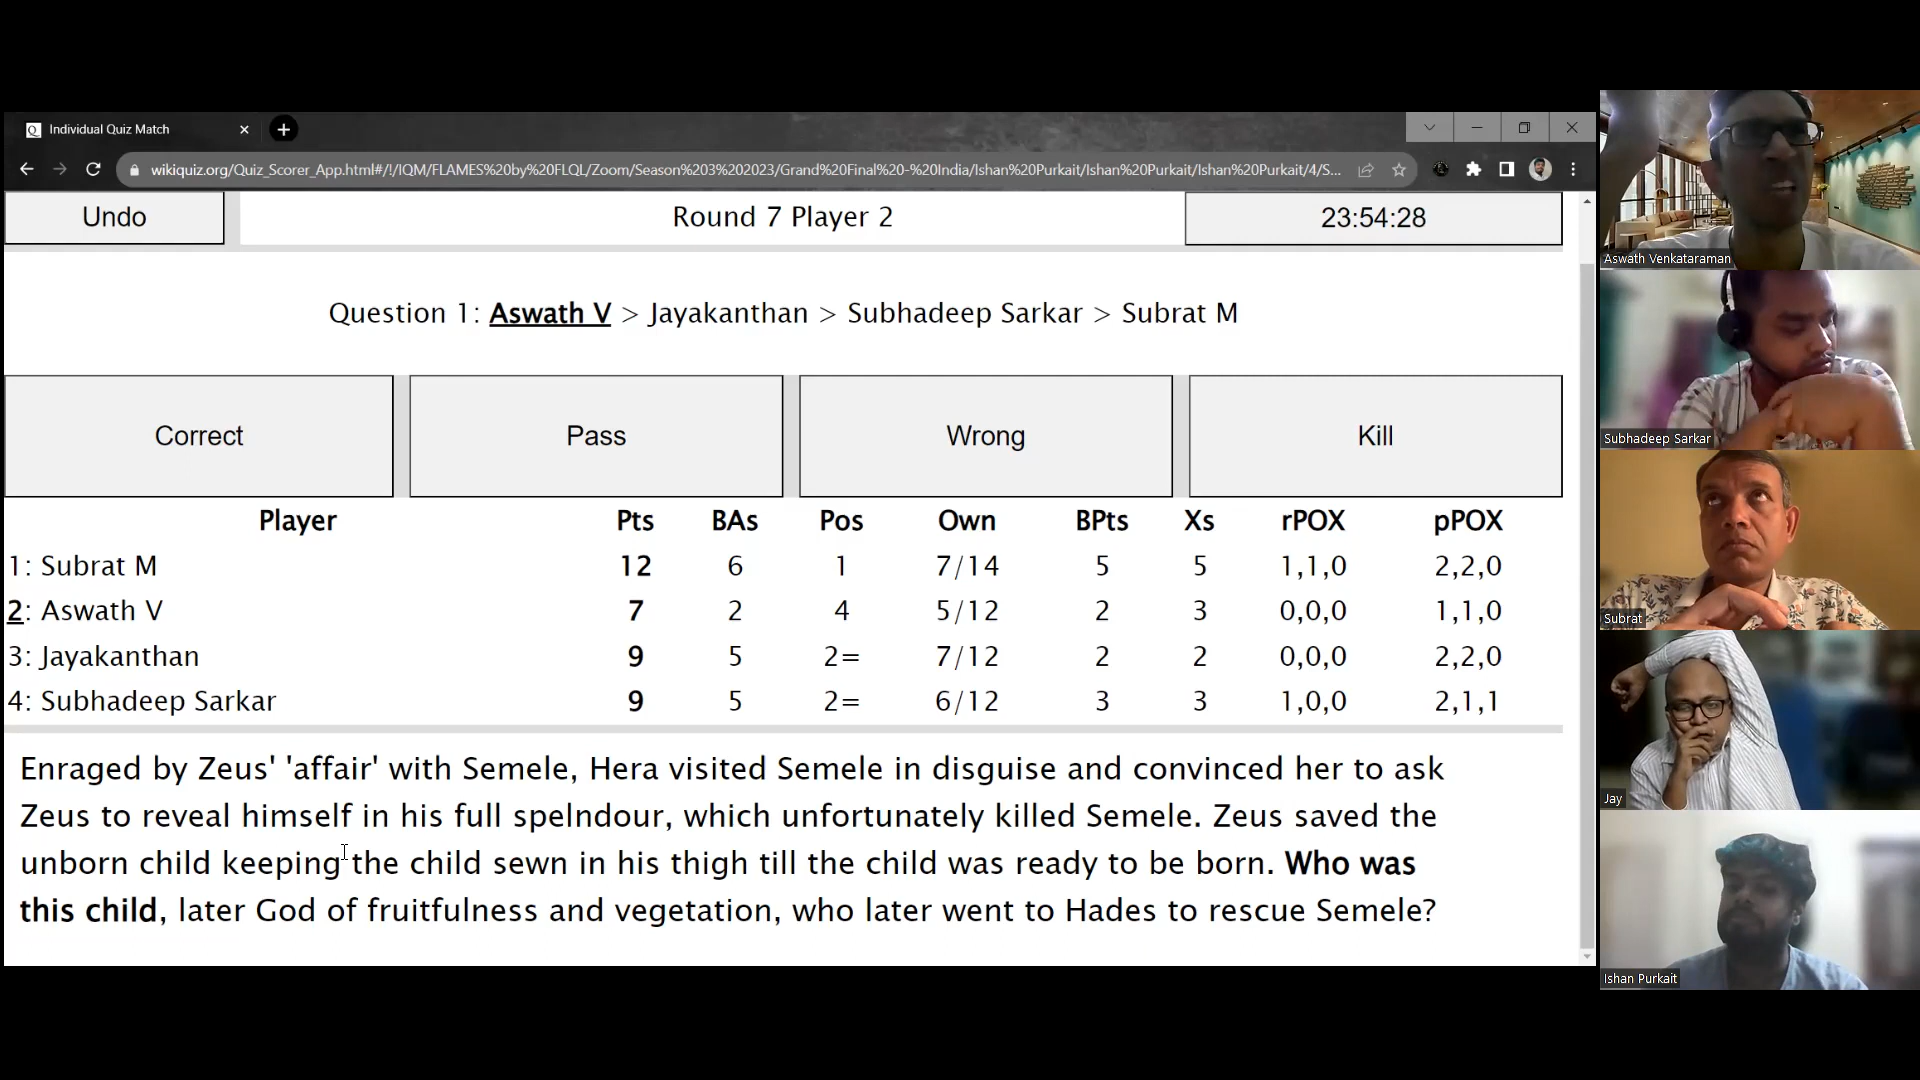 Individual Quiz Match
wikiquiz.org/Quiz_Scorer_App.html#/!/IQM/FLAMES%20by%20FLQL/Zoom/Season%203%202023/Grand%20Final%20-%20India/Ishan%20Purkait/Ishan%20Purkait/Ishan%20Purkait/4/S...
Undo
Round 7 Player 2
23:54:28
Question 1: Aswath V > Jayakanthan > Subhadeep Sarkar > Subrat M
Correct
Pass
Wrong
Kill
Player Pts BAs Pos Own BPts Xs rPOX pPOX
1: Subrat M 12 6 1 7/14 5 5 1,1,0 2,2,0
2: Aswath V 7 2 4 5/12 2 3 0,0,0 1,1,0
3: Jayakanthan 9 5 2= 7/12 2 2 0,0,0 2,2,0
4: Subhadeep Sarkar 9 5 2= 6/12 3 3 1,0,0 2,1,1
Enraged by Zeus' 'affair' with Semele, Hera visited Semele in disguise and convinced her to ask
Zeus to reveal himself in his full spelndour, which unfortunately killed Semele. Zeus saved the
unborn child keeping the child sewn in his thigh till the child was ready to be born. Who was
this child, later God of fruitfulness and vegetation, who later went to Hades to rescue Semele?
Aswath Venkataraman
Subhadeep Sarkar
Subrat
Jay
Ishan Purkait